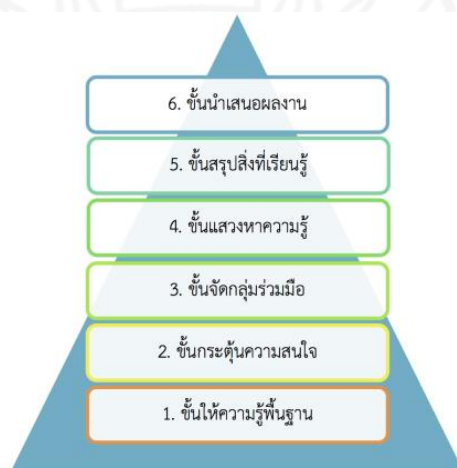 6. ขั้นนำเสนอผลงาน
5. ขั้นสรุปสิ่งที่เรียนรู้
4. ขั้นแสวงหาความรู้
3. ขั้นจัดกลุ่มร่วมมือ
2. ขั้นกระตุ้นความสนใจ
1. ขั้นให้ความรู้พื้นฐาน